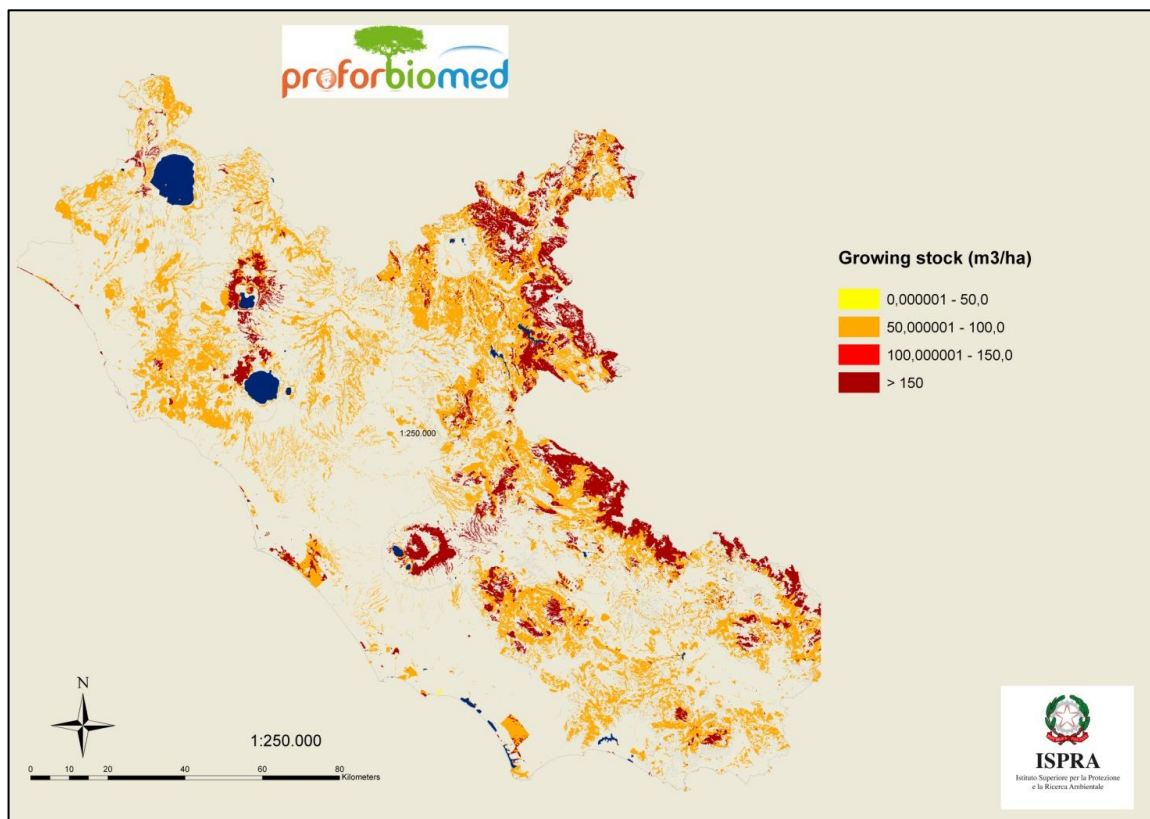 proforbiomed
Growing stock (m3/ha)
0,000001 - 50,0
50,000001 - 100,0
100,000001 - 150,0
> 150
1:250.000
N
1:250.000
0 10 20 40 60 80
Kilometers
ISPRA
Istituto Superiore per la Protezione
e la Ricerca Ambientale